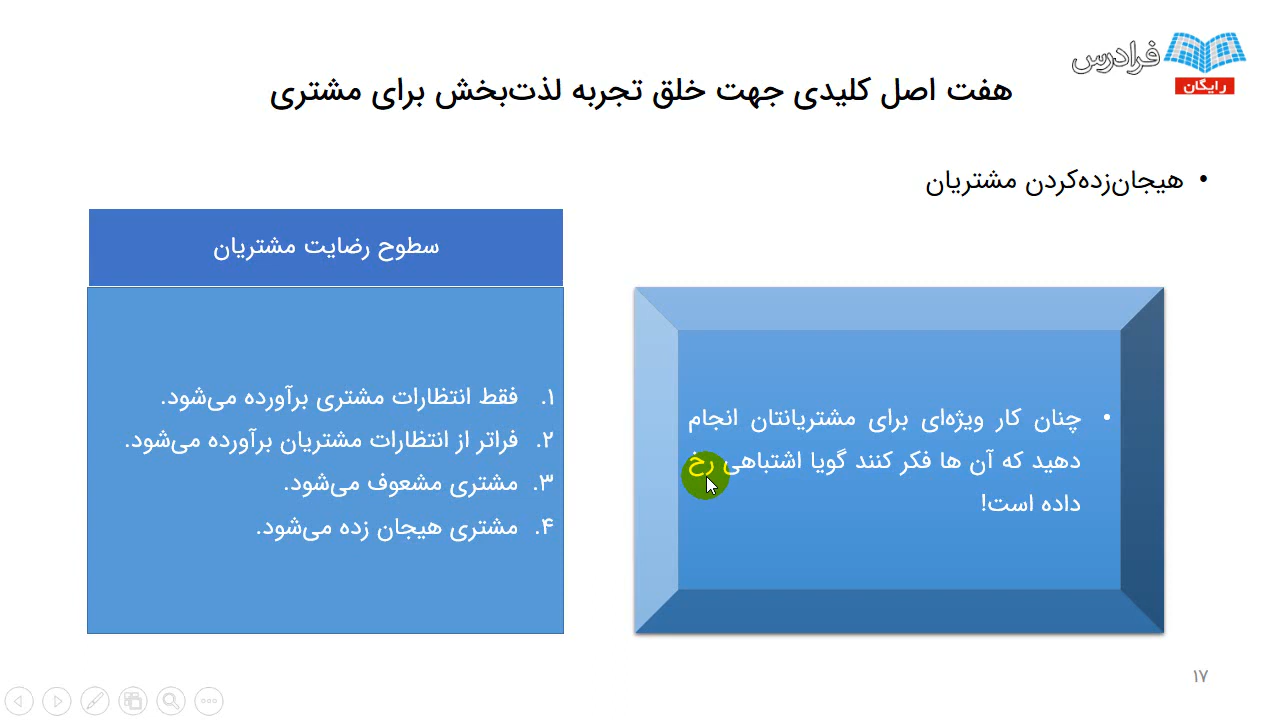 فرادرس
رایگان
هفت اصل کلیدی جهت خلق تجربه لذت‌بخش برای مشتری
• هیجان‌زده‌کردن مشتریان
• چنان کار ویژه‌ای برای مشتریانتان انجام
دهید که آن ها فکر کنند گویا اشتباهی رخ
داده است!
سطوح رضایت مشتریان
۱. فقط انتظارات مشتری برآورده می‌شود.
۲. فراتر از انتظارات مشتریان برآورده می‌شود.
۳. مشتری مشعوف می‌شود.
۴. مشتری هیجان زده می‌شود.
۱۷